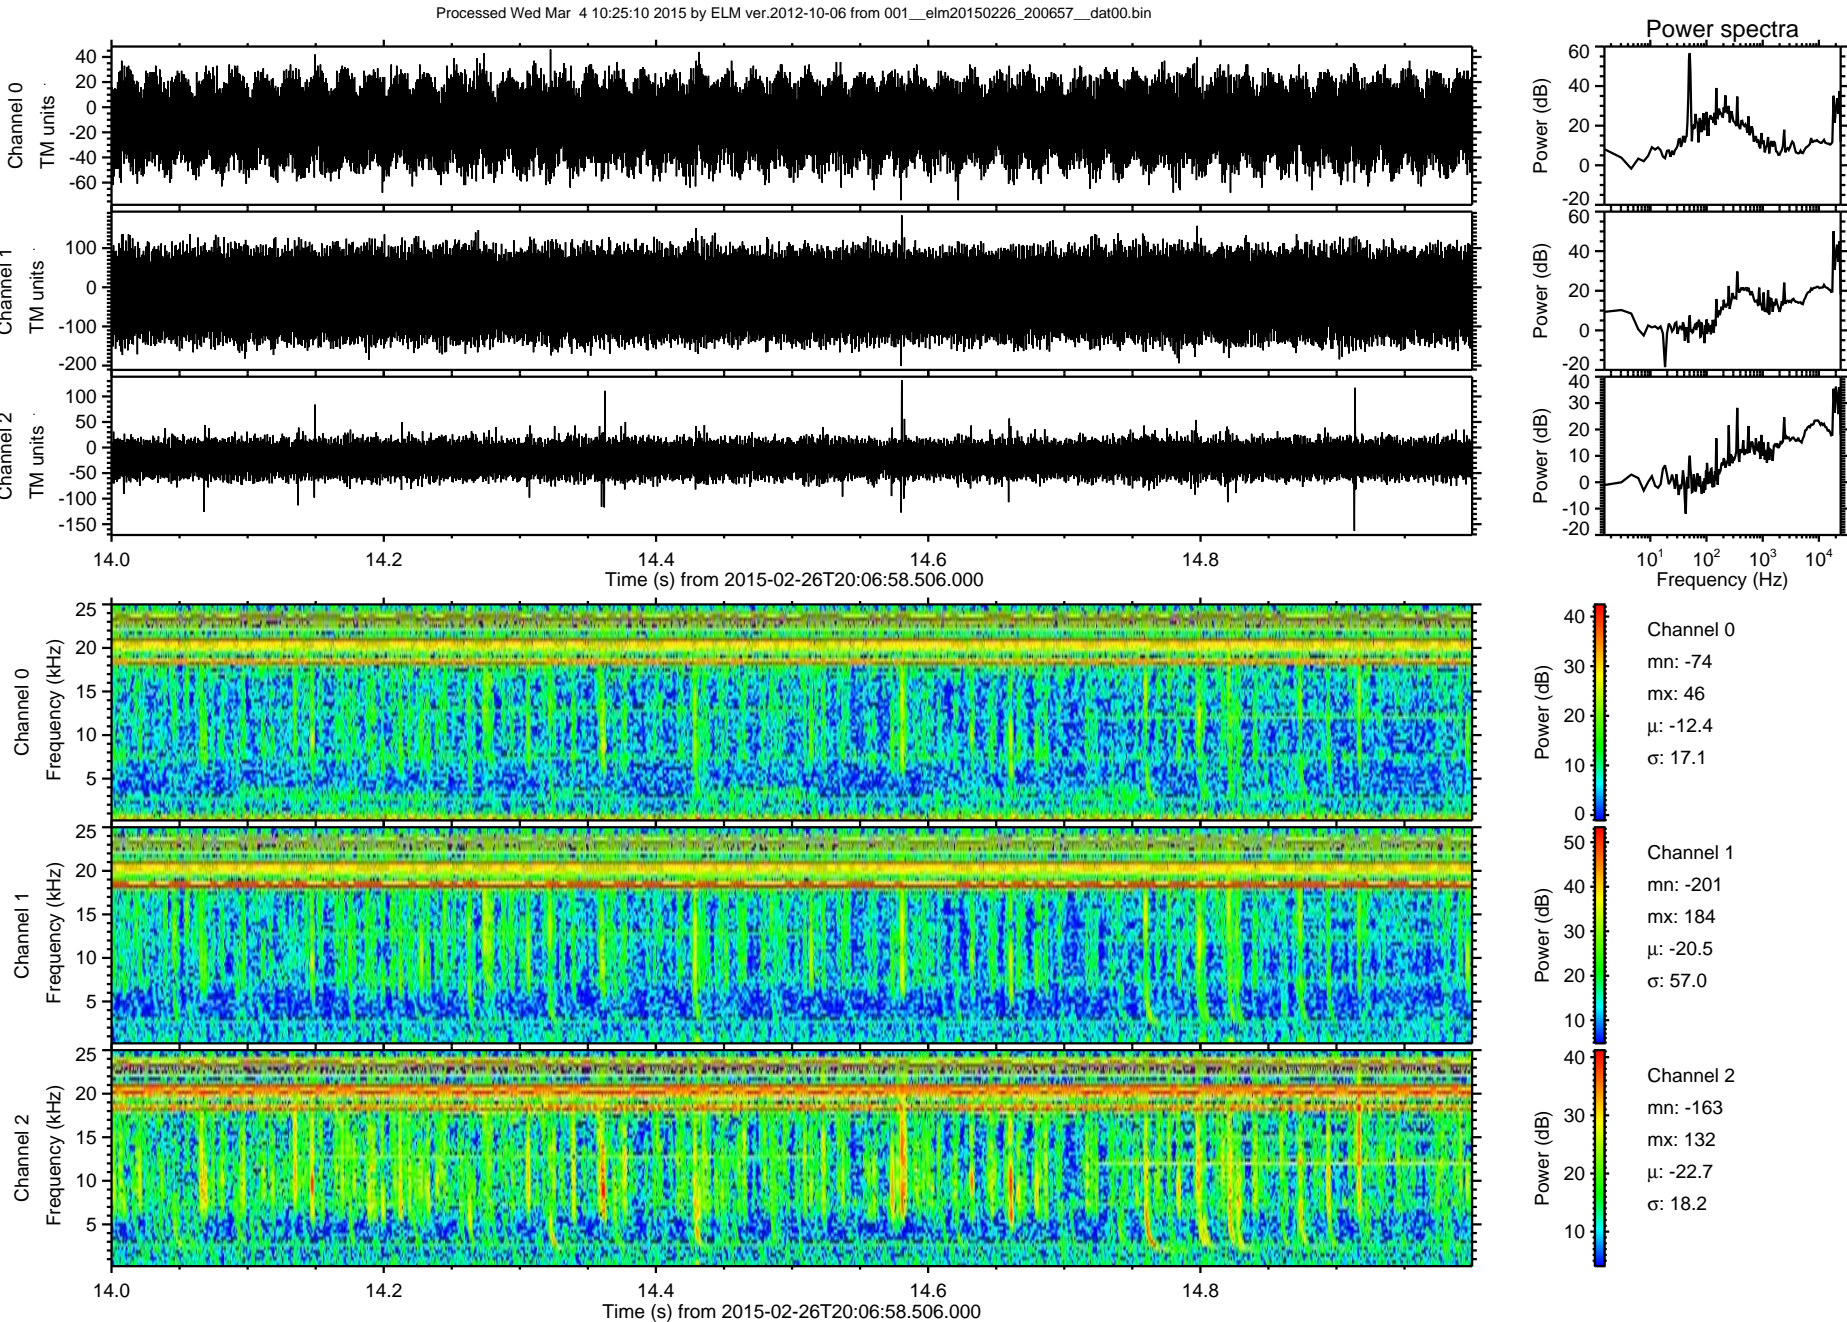 Processed Wed Mar  4 10:25:10 2015 by ELM ver.2012-10-06 from 001__elm20150226_200657__dat00.bin
Power spectra
Channel 0
TM units
40
20
0
-20
-40
-60
Power (dB)
60
40
20
0
-20
Channel 1
TM units
100
0
-100
-200
Power (dB)
60
40
20
0
-20
Channel 2
TM units
100
50
0
-50
-100
-150
Power (dB)
40
30
20
10
0
-10
-20
14.0 14.2 14.4 14.6 14.8
Time (s) from 2015-02-26T20:06:58.506.000
10^1 10^2 10^3 10^4
Frequency (Hz)
Channel 0
Frequency (kHz)
25
20
15
10
5
Power (dB)
40
30
20
10
0
Channel 0
mn: -74
mx: 46
μ: -12.4
σ: 17.1
Channel 1
Frequency (kHz)
25
20
15
10
5
Power (dB)
50
40
30
20
10
Channel 1
mn: -201
mx: 184
μ: -20.5
σ: 57.0
Channel 2
Frequency (kHz)
25
20
15
10
5
Power (dB)
40
30
20
10
Channel 2
mn: -163
mx: 132
μ: -22.7
σ: 18.2
14.0 14.2 14.4 14.6 14.8
Time (s) from 2015-02-26T20:06:58.506.000